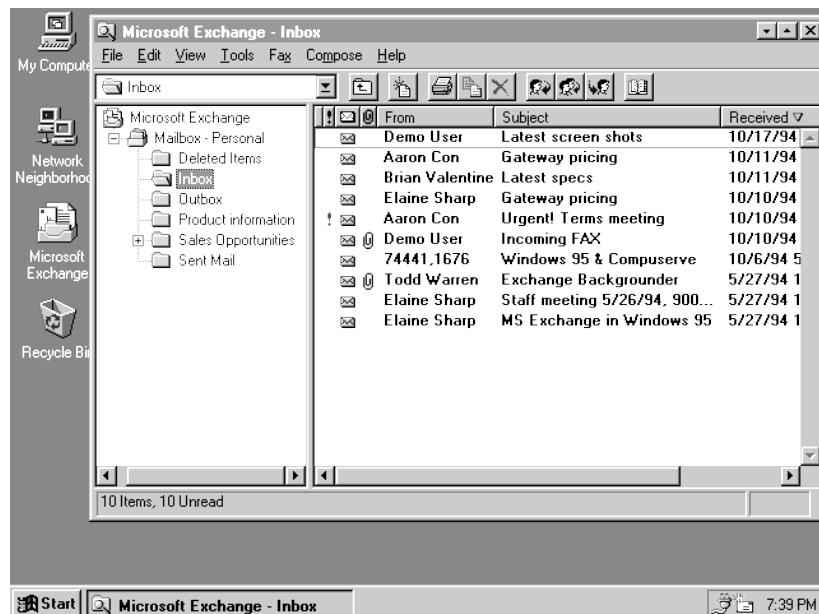 My Compute
Network
Neighborhoo
Microsoft
Exchange
Recycle Bi
Microsoft Exchange - Inbox
File Edit View Tools Fax Compose Help
Inbox
Microsoft Exchange
Mailbox - Personal
Deleted Items
Inbox
Outbox
Product information
Sales Opportunities
Sent Mail
! From Subject Received
Demo User Latest screen shots 10/17/94
Aaron Con Gateway pricing 10/11/94
Brian Valentine Latest specs 10/11/94
Elaine Sharp Gateway pricing 10/10/94
! Aaron Con Urgent! Terms meeting 10/10/94
Demo User Incoming FAX 10/10/94
74441,1676 Windows 95 & Compuserve 10/6/94 5
Todd Warren Exchange Backgrounder 5/27/94 1
Elaine Sharp Staff meeting 5/26/94, 900... 5/27/94 1
Elaine Sharp MS Exchange in Windows 95 5/27/94 1
10 Items, 10 Unread
Start Microsoft Exchange - Inbox 7:39 PM